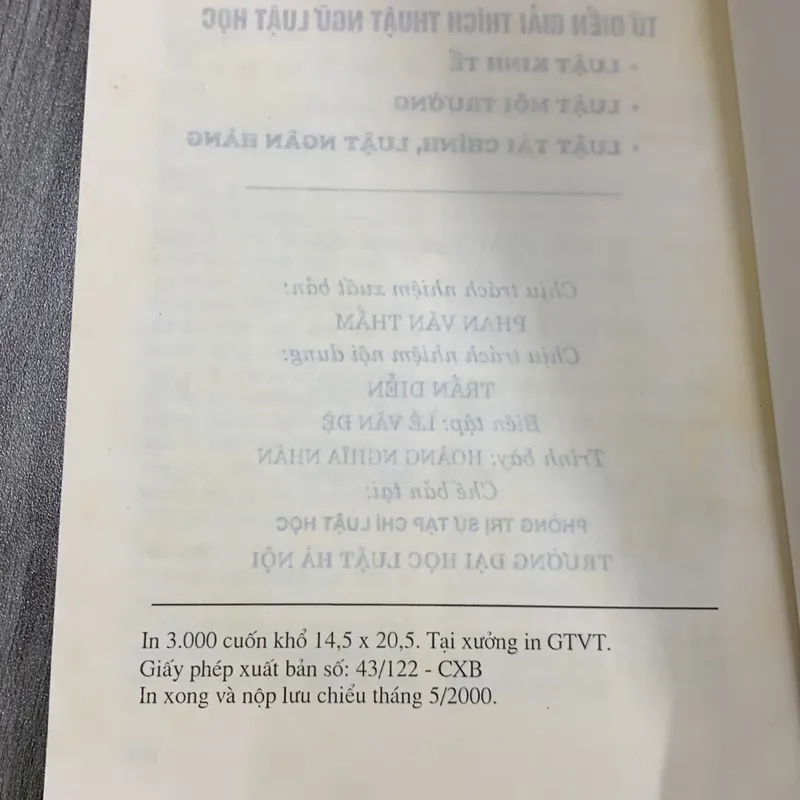 TỪ ĐIỂN GIẢI THÍCH THUẬT NGỮ LUẬT HỌC
• LUẬT KINH TẾ
• LUẬT MÔI TRƯỜNG
• LUẬT TÀI CHÍNH, LUẬT NGÂN HÀNG
Chịu trách nhiệm xuất bản:
PHAN VĂN THẮM
Chịu trách nhiệm nội dung:
TRẦN DIỄN
Biên tập: LÊ VĂN ĐỆ
Trình bày: HOÀNG NGHĨA NHÂN
Chế bản tại:
PHÒNG TRỊ SỰ TẠP CHÍ LUẬT HỌC
TRƯỜNG ĐẠI HỌC LUẬT HÀ NỘI
In 3.000 cuốn khổ 14,5 x 20,5. Tại xưởng in GTVT.
Giấy phép xuất bản số: 43/122 - CXB
In xong và nộp lưu chiểu tháng 5/2000.